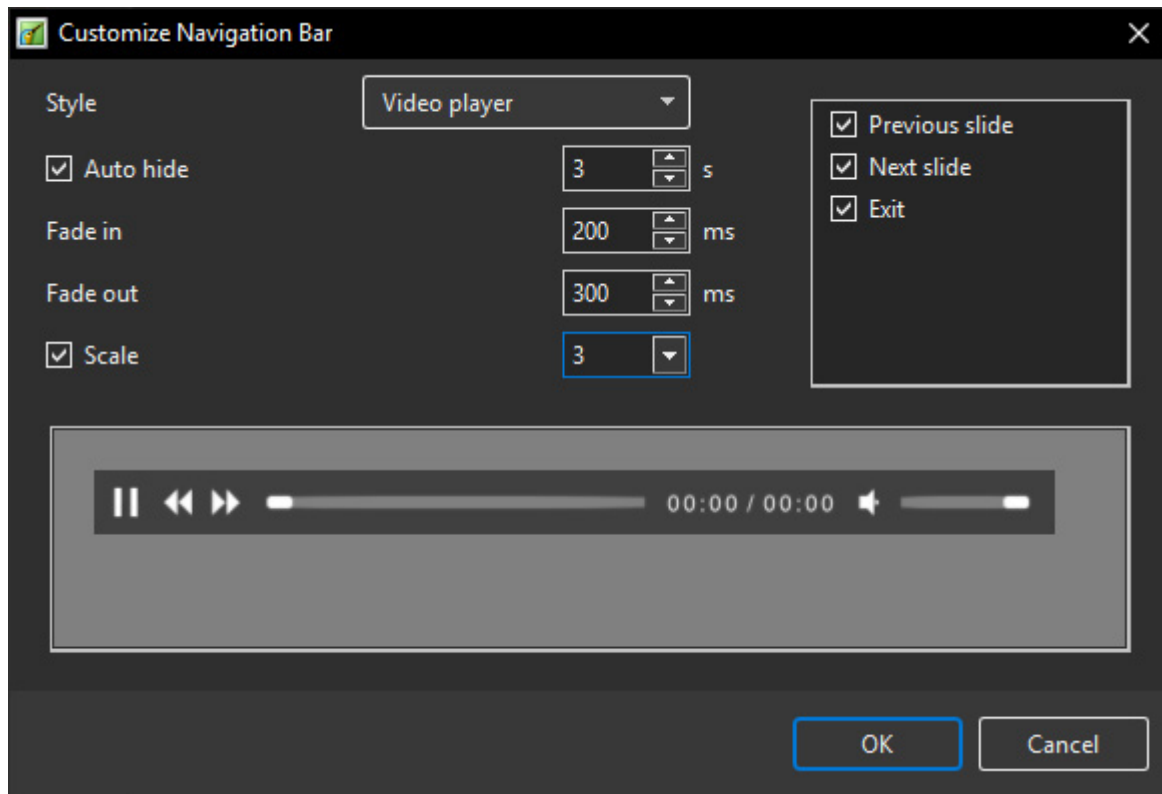 Customize Navigation Bar
Style Video player
Auto hide 3 s
Fade in 200 ms
Fade out 300 ms
Scale 3
Previous slide
Next slide
Exit
00:00 / 00:00
OK Cancel